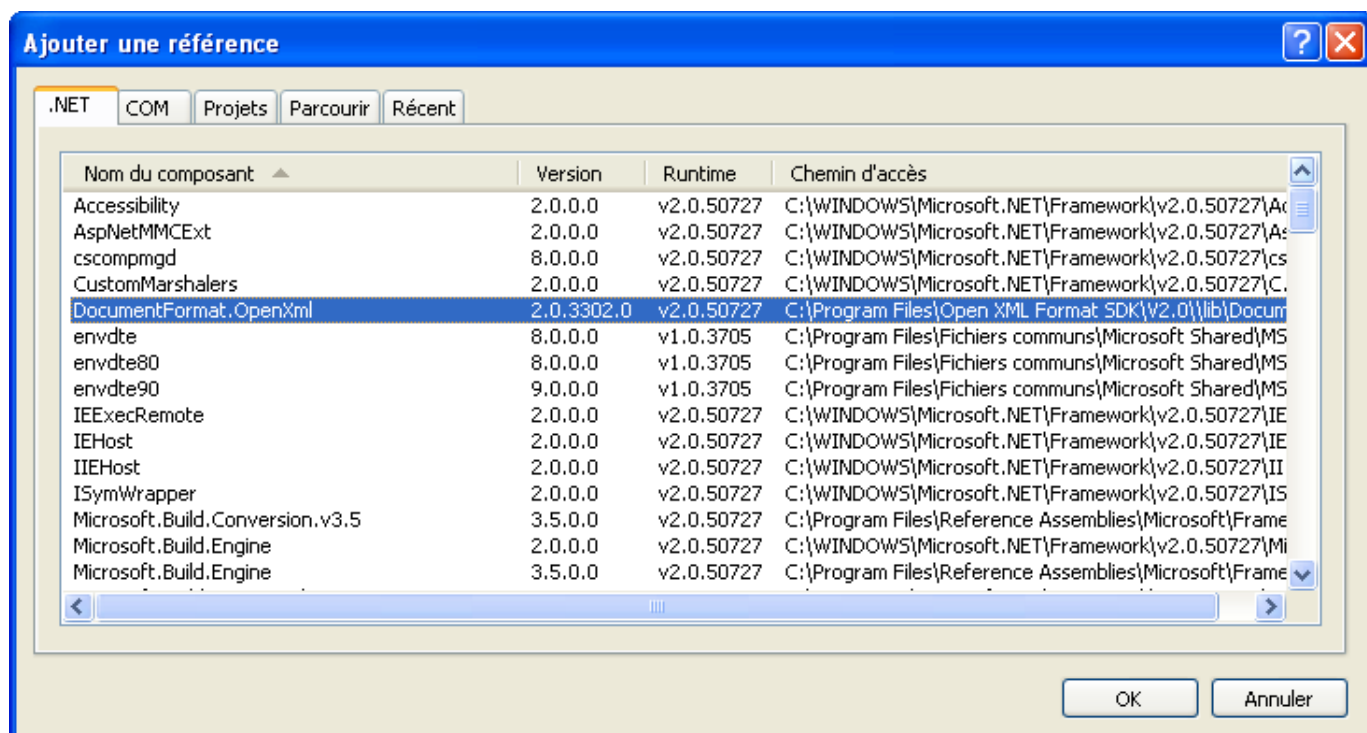 Ajouter une référence
.NET COM Projets Parcourir Récent
Nom du composant Version Runtime Chemin d'accès
Accessibility 2.0.0.0 v2.0.50727 C:\WINDOWS\Microsoft.NET\Framework\v2.0.50727\Ac
AspNetMMCExt 2.0.0.0 v2.0.50727 C:\WINDOWS\Microsoft.NET\Framework\v2.0.50727\As
cscompmgd 8.0.0.0 v2.0.50727 C:\WINDOWS\Microsoft.NET\Framework\v2.0.50727\cs
CustomMarshalers 2.0.0.0 v2.0.50727 C:\WINDOWS\Microsoft.NET\Framework\v2.0.50727\C.
DocumentFormat.OpenXml 2.0.3302.0 v2.0.50727 C:\Program Files\Open XML Format SDK\V2.0\\lib\Docum
envdte 8.0.0.0 v1.0.3705 C:\Program Files\Fichiers communs\Microsoft Shared\MS
envdte80 8.0.0.0 v1.0.3705 C:\Program Files\Fichiers communs\Microsoft Shared\MS
envdte90 9.0.0.0 v1.0.3705 C:\Program Files\Fichiers communs\Microsoft Shared\MS
IEExecRemote 2.0.0.0 v2.0.50727 C:\WINDOWS\Microsoft.NET\Framework\v2.0.50727\IE
IEHost 2.0.0.0 v2.0.50727 C:\WINDOWS\Microsoft.NET\Framework\v2.0.50727\IE
IIEHost 2.0.0.0 v2.0.50727 C:\WINDOWS\Microsoft.NET\Framework\v2.0.50727\II
ISymWrapper 2.0.0.0 v2.0.50727 C:\WINDOWS\Microsoft.NET\Framework\v2.0.50727\IS
Microsoft.Build.Conversion.v3.5 3.5.0.0 v2.0.50727 C:\Program Files\Reference Assemblies\Microsoft\Frame
Microsoft.Build.Engine 2.0.0.0 v2.0.50727 C:\WINDOWS\Microsoft.NET\Framework\v2.0.50727\Mi
Microsoft.Build.Engine 3.5.0.0 v2.0.50727 C:\Program Files\Reference Assemblies\Microsoft\Frame
OK Annuler